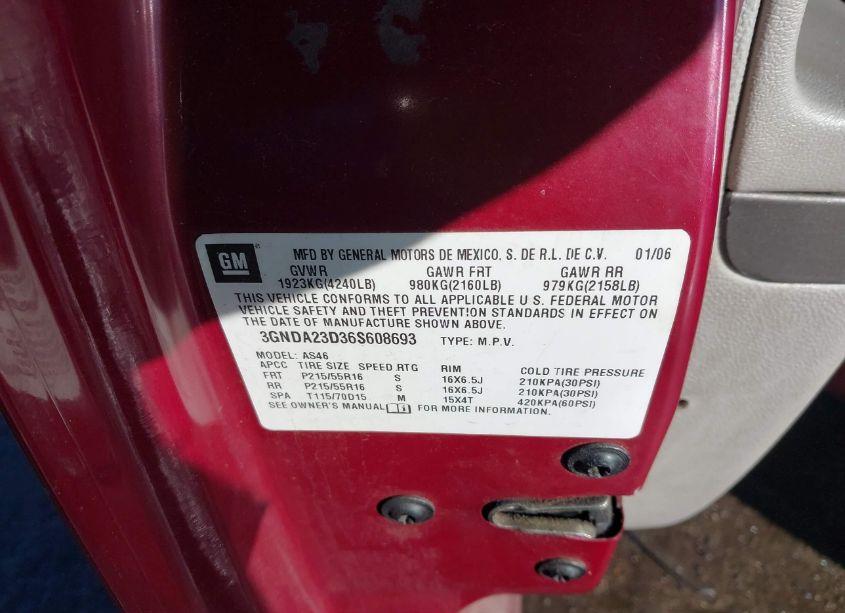 GM MFD BY GENERAL MOTORS DE MEXICO, S. DE R.L. DE C.V. 01/06
GVWR GAWR FRT GAWR RR
1923KG(4240LB) 980KG(2160LB) 979KG(2158LB)
THIS VEHICLE CONFORMS TO ALL APPLICABLE U.S. FEDERAL MOTOR
VEHICLE SAFETY AND THEFT PREVENTION STANDARDS IN EFFECT ON
THE DATE OF MANUFACTURE SHOWN ABOVE.
3GNDA23D36S608693 TYPE: M.P.V.
MODEL: AS46
APCC TIRE SIZE SPEED RTG RIM COLD TIRE PRESSURE
FRT P215/55R16 S 16X6.5J 210KPA(30PSI)
RR P215/55R16 S 16X6.5J 210KPA(30PSI)
SPA T115/70D15 M 15X4T 420KPA(60PSI)
SEE OWNER'S MANUAL FOR MORE INFORMATION.